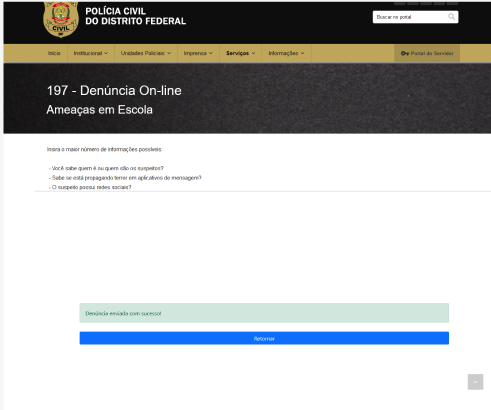 POLÍCIA CIVIL
DO DISTRITO FEDERAL
Buscar no portal
CIVIL
Início Institucional Unidades Policiais Imprensa Serviços Informações Portal do Servidor
197 - Denúncia On-line
Ameaças em Escola
Insira o maior número de informações possíveis:
- Você sabe quem é ou quem são os suspeitos?
- Sabe se está propagando terror em aplicativos de mensagem?
- O suspeito possui redes sociais?
Denúncia enviada com sucesso!
Retornar